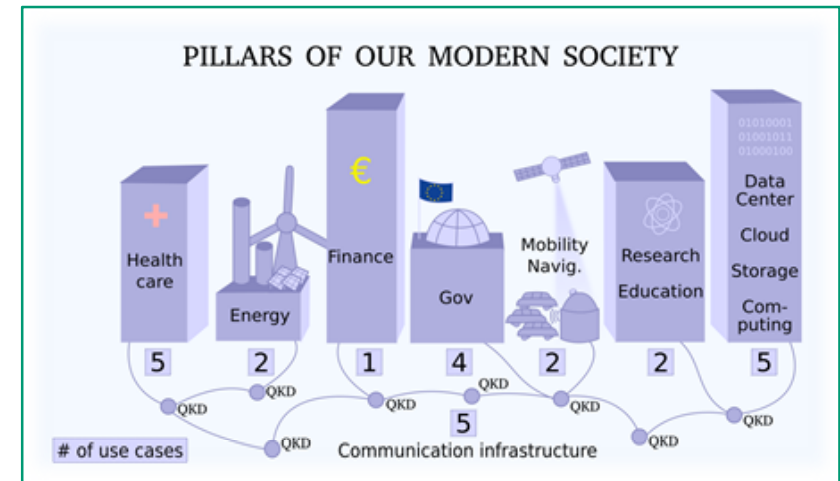 PILLARS OF OUR MODERN SOCIETY
Health
care
Energy
€
Finance
Gov
Mobility
Navig.
Research
Education
01010001
01001011
01000100
Data
Center
Cloud
Storage
Com-
puting
5
2
1
4
2
2
5
QKD
QKD
QKD
QKD
QKD
QKD
QKD
QKD
5
Communication infrastructure
# of use cases